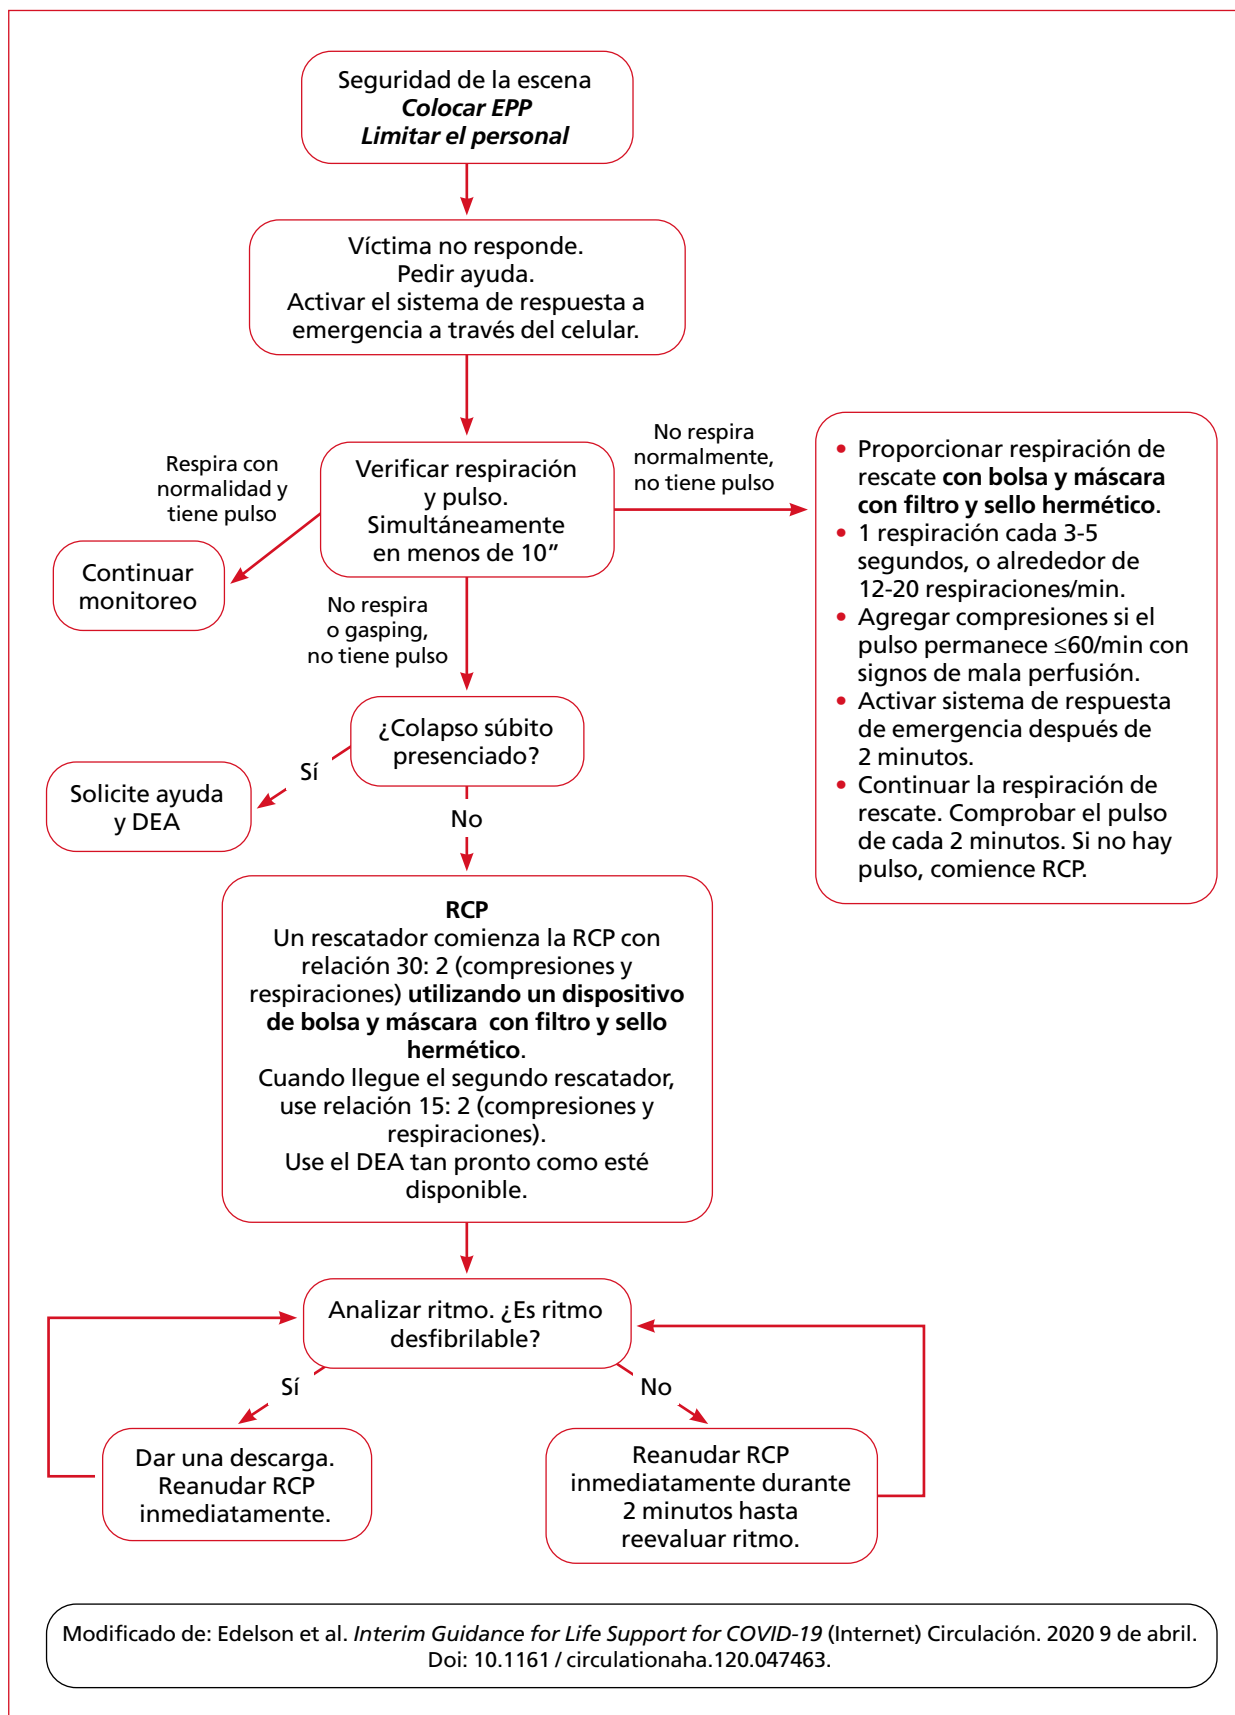 Seguridad de la escena
Colocar EPP
Limitar el personal
Víctima no responde.
Pedir ayuda.
Activar el sistema de respuesta a
emergencia a través del celular.
Respira con
normalidad y
tiene pulso
Verificar respiración
y pulso.
Simultáneamente
en menos de 10”
No respira
normalmente,
no tiene pulso
• Proporcionar respiración de
rescate con bolsa y máscara
con filtro y sello hermético.
• 1 respiración cada 3-5
segundos, o alrededor de
12-20 respiraciones/min.
• Agregar compresiones si el
pulso permanece ≤60/min con
signos de mala perfusión.
• Activar sistema de respuesta
de emergencia después de
2 minutos.
• Continuar la respiración de
rescate. Comprobar el pulso
de cada 2 minutos. Si no hay
pulso, comience RCP.
Continuar
monitoreo
No respira
o gasping,
no tiene pulso
¿Colapso súbito
presenciado?
Sí
Solicite ayuda
y DEA
No
RCP
Un rescatador comienza la RCP con
relación 30: 2 (compresiones y
respiraciones) utilizando un dispositivo
de bolsa y máscara con filtro y sello
hermético.
Cuando llegue el segundo rescatador,
use relación 15: 2 (compresiones y
respiraciones).
Use el DEA tan pronto como esté
disponible.
Analizar ritmo. ¿Es ritmo
desfibrilable?
Sí
No
Dar una descarga.
Reanudar RCP
inmediatamente.
Reanudar RCP
inmediatamente durante
2 minutos hasta
reevaluar ritmo.
Modificado de: Edelson et al. Interim Guidance for Life Support for COVID-19 (Internet) Circulación. 2020 9 de abril.
Doi: 10.1161 / circulationaha.120.047463.